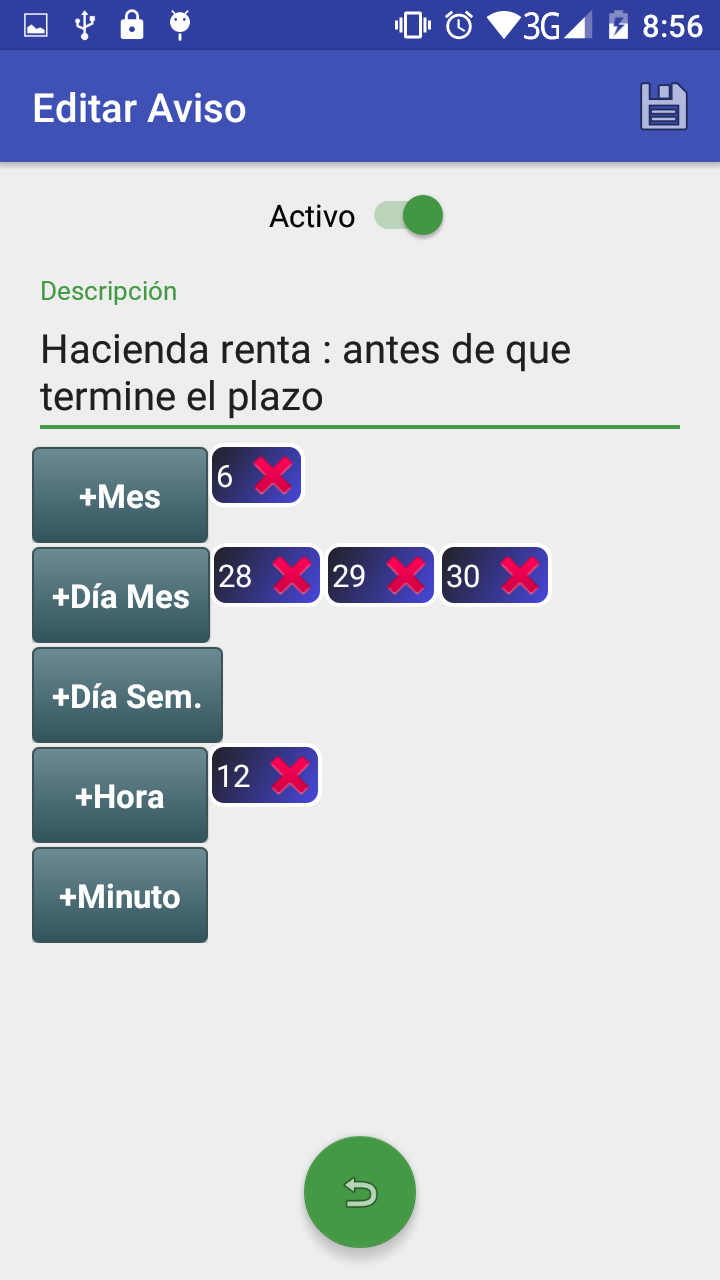 3G 8:56
Editar Aviso
Activo
Descripción
Hacienda renta : antes de que
termine el plazo
+Mes 6
+Día Mes 28 29 30
+Día Sem.
+Hora 12
+Minuto